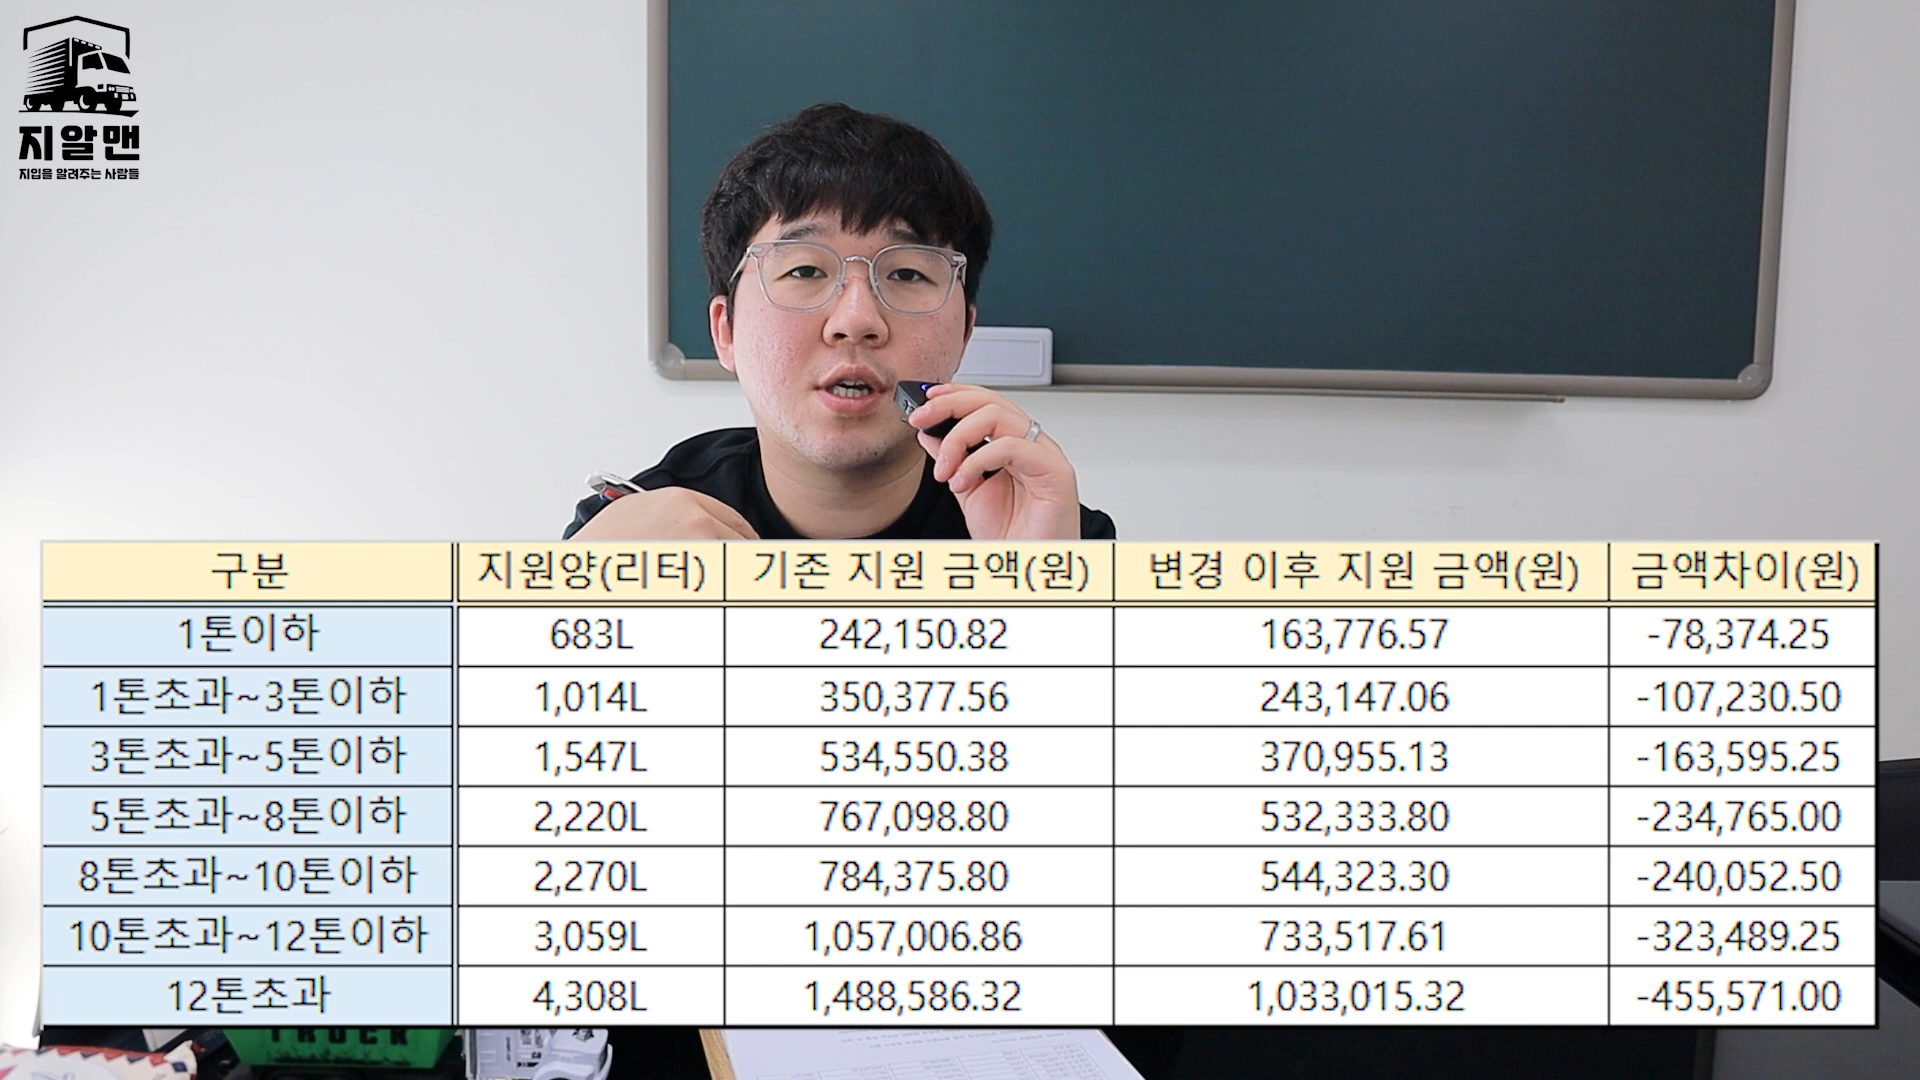 지알맨
지입을 알려주는 사람들
구분 지원양(리터) 기존 지원 금액(원) 변경 이후 지원 금액(원) 금액차이(원)
1톤이하 683L 242,150.82 163,776.57 -78,374.25
1톤초과~3톤이하 1,014L 350,377.56 243,147.06 -107,230.50
3톤초과~5톤이하 1,547L 534,550.38 370,955.13 -163,595.25
5톤초과~8톤이하 2,220L 767,098.80 532,333.80 -234,765.00
8톤초과~10톤이하 2,270L 784,375.80 544,323.30 -240,052.50
10톤초과~12톤이하 3,059L 1,057,006.86 733,517.61 -323,489.25
12톤초과 4,308L 1,488,586.32 1,033,015.32 -455,571.00
TRUCK